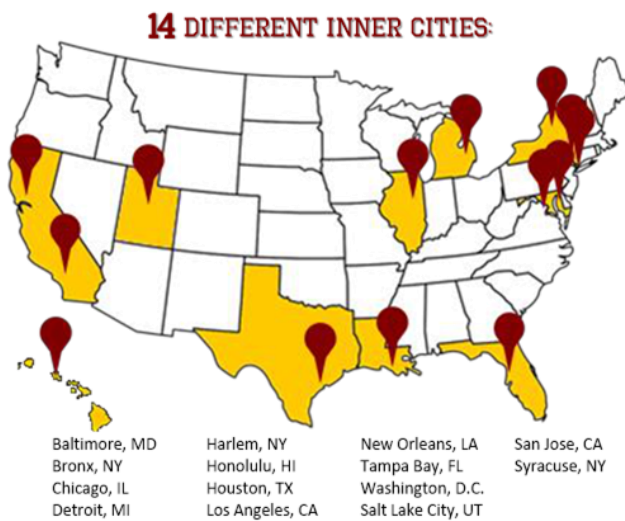 14 DIFFERENT INNER CITIES:
Baltimore, MD
Bronx, NY
Chicago, IL
Detroit, MI
Harlem, NY
Honolulu, HI
Houston, TX
Los Angeles, CA
New Orleans, LA
Tampa Bay, FL
Washington, D.C.
Salt Lake City, UT
San Jose, CA
Syracuse, NY